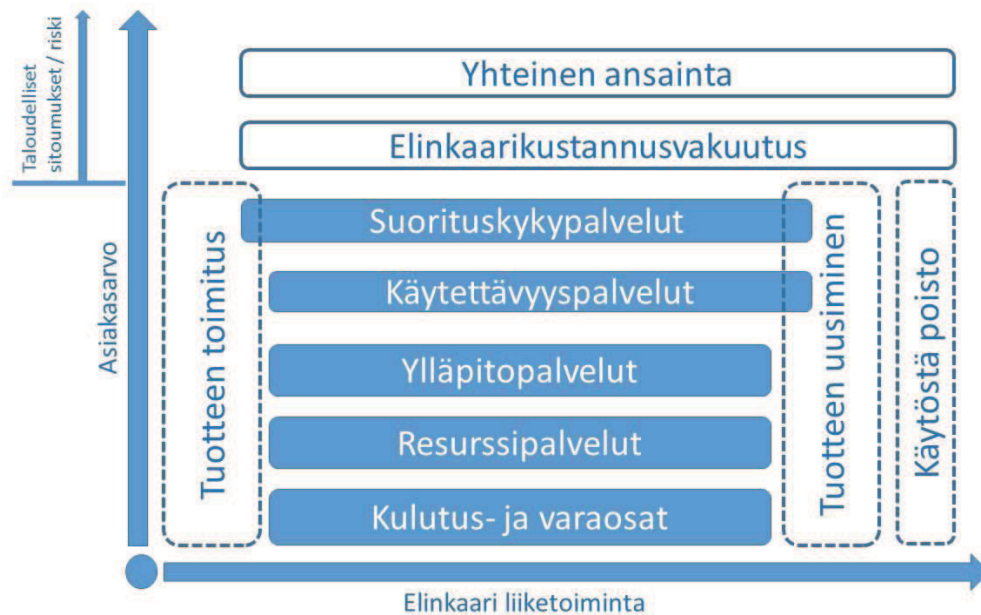 Taloudelliset
sitoumukset / riski
Asiakasarvo
Yhteinen ansainta
Elinkaarikustannusvakuutus
Tuotteen toimitus
Suorituskykypalvelut
Käytettävyyspalvelut
Ylläpitopalvelut
Resurssipalvelut
Kulutus- ja varaosat
Tuotteen uusiminen
Käytöstä poisto
Elinkaari liiketoiminta